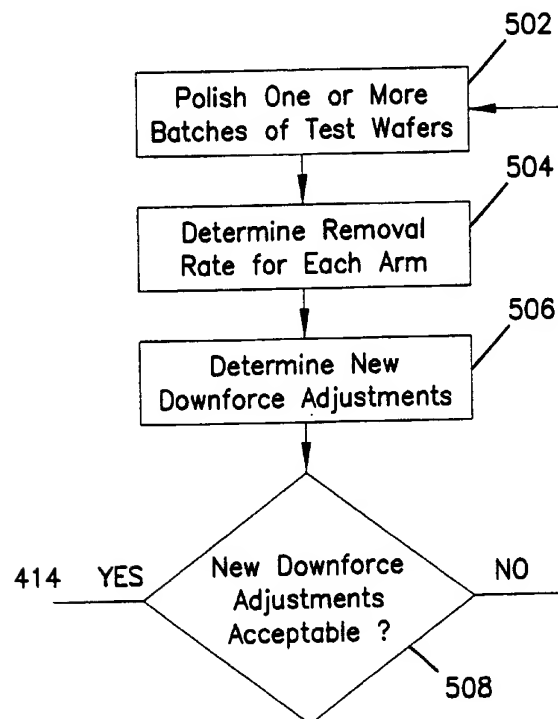 502
Polish One or More
Batches of Test Wafers
504
Determine Removal
Rate for Each Arm
506
Determine New
Downforce Adjustments
414 YES
New Downforce
Adjustments
Acceptable ?
NO
508